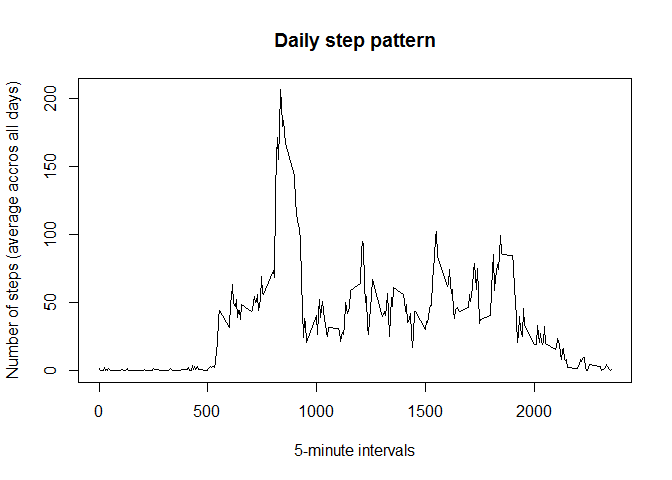 Daily step pattern
Number of steps (average accros all days)
200
150
100
50
0
0 500 1000 1500 2000
5-minute intervals